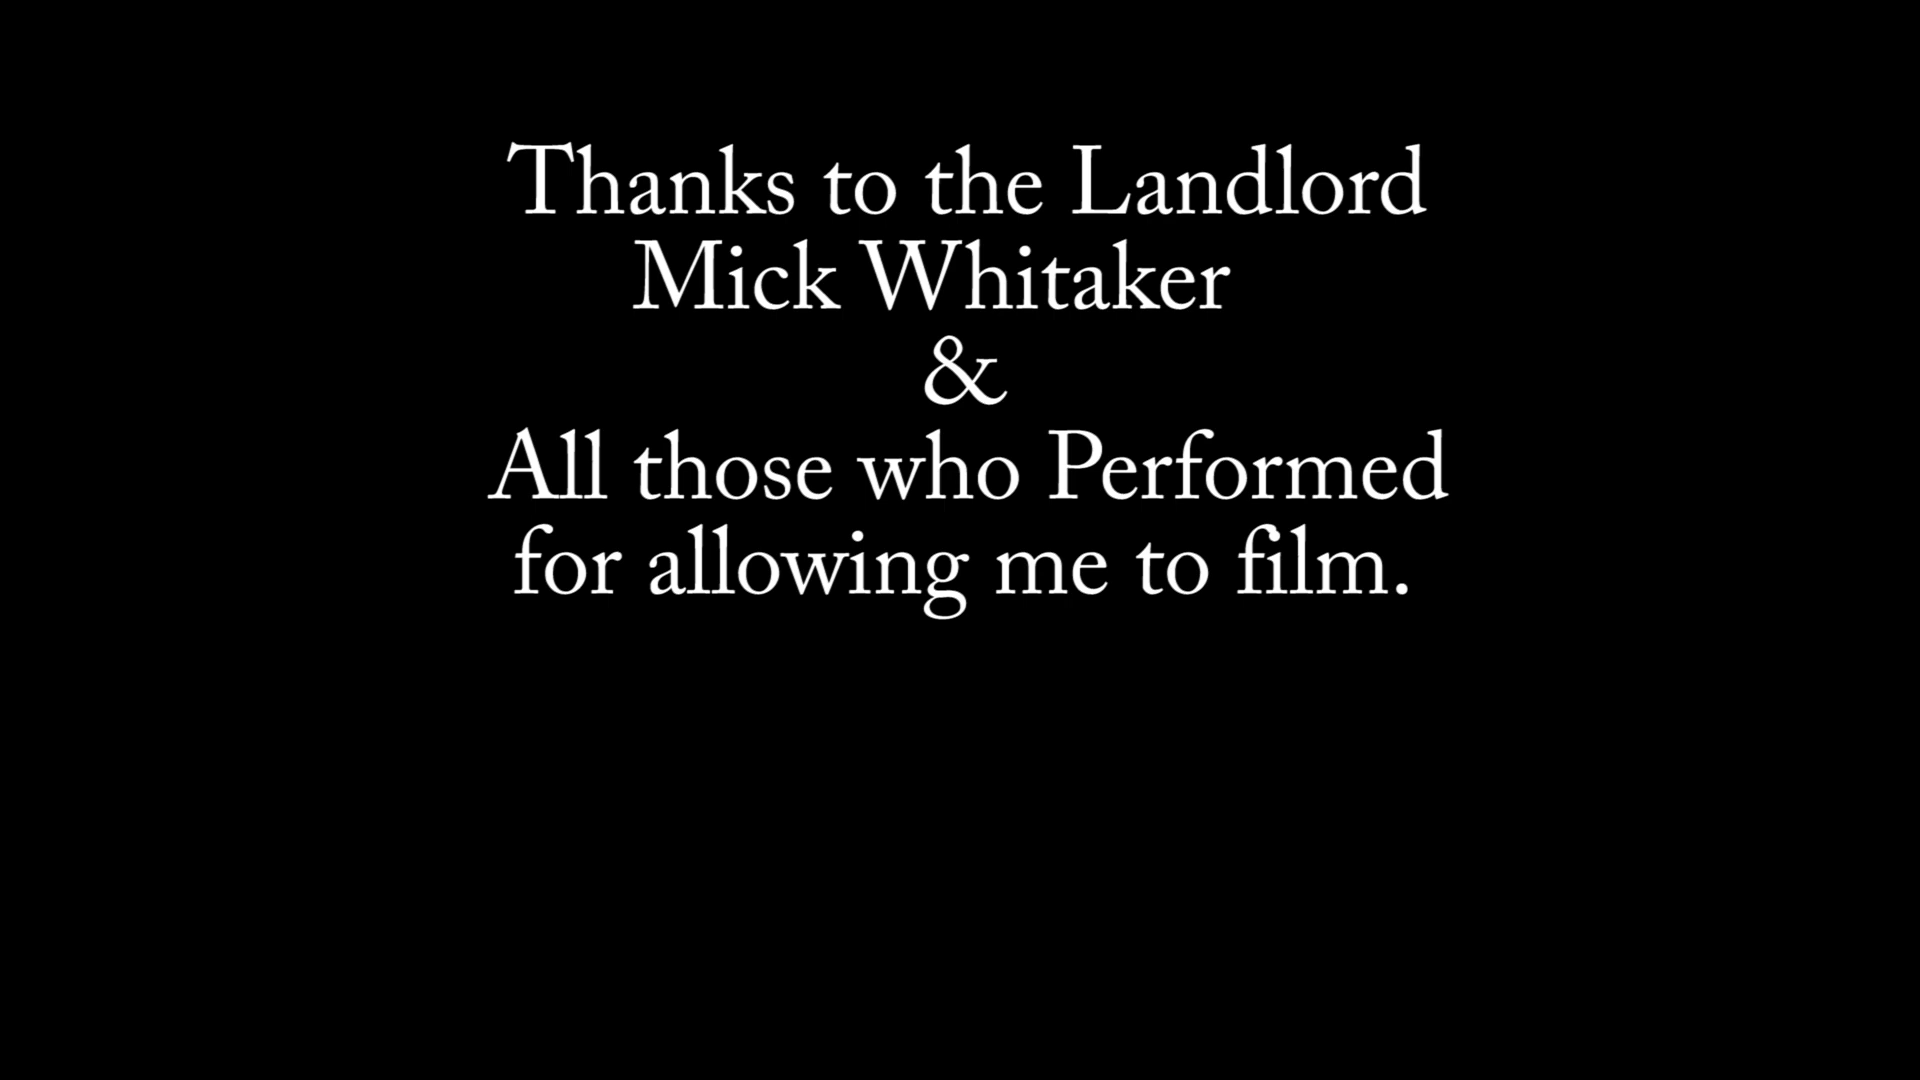 Thanks to the Landlord
Mick Whitaker
&
All those who Performed
for allowing me to film.